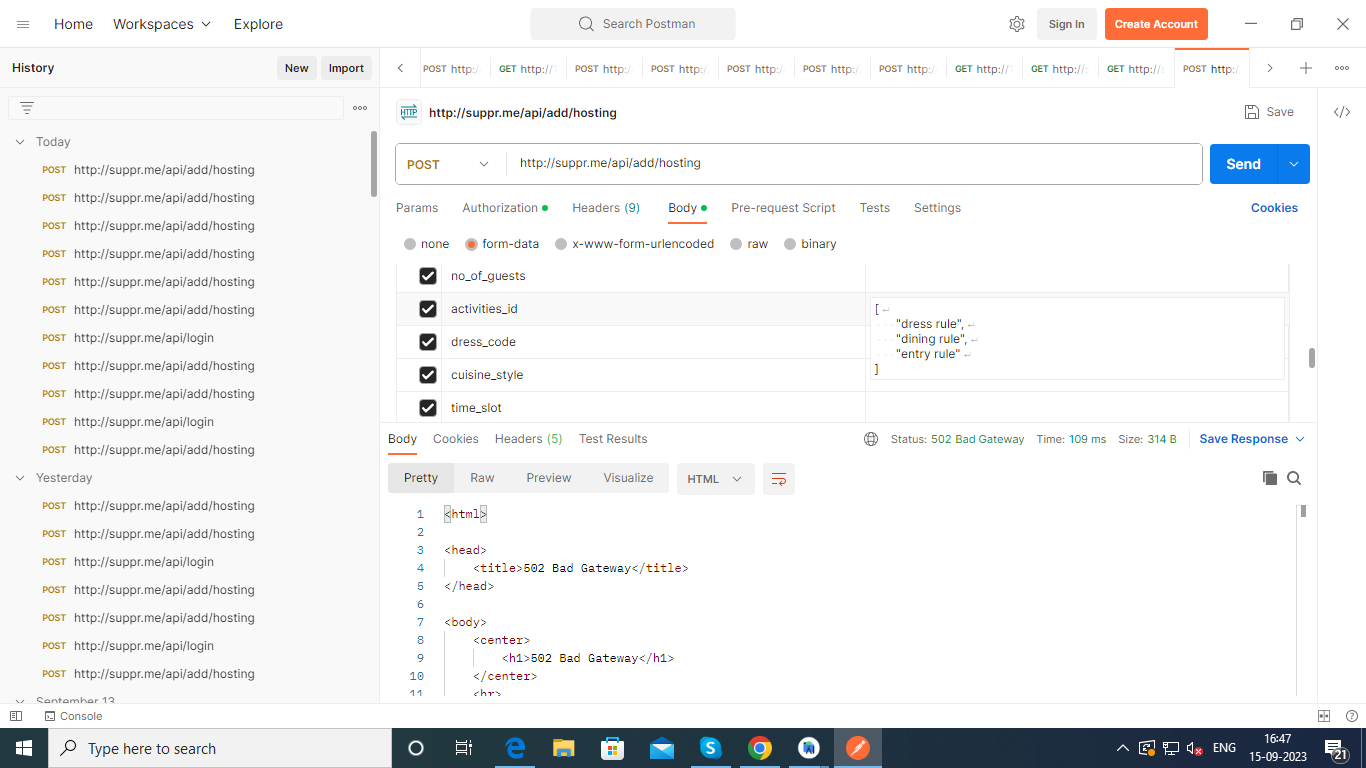 Home Workspaces Explore Search Postman Sign In Create Account
History New Import POST http:/ GET http://1 POST http:/ POST http:/ POST http:/ POST http:/ POST http:/ GET http://1 GET http://s GET http://s POST http:/
HTTP http://suppr.me/api/add/hosting Save
POST http://suppr.me/api/add/hosting Send
Params Authorization Headers (9) Body Pre-request Script Tests Settings Cookies
none form-data x-www-form-urlencoded raw binary
no_of_guests
activities_id
dress_code
cuisine_style
time_slot
[
"dress rule",
"dining rule",
"entry rule"
]
Today
POST http://suppr.me/api/add/hosting
POST http://suppr.me/api/add/hosting
POST http://suppr.me/api/add/hosting
POST http://suppr.me/api/add/hosting
POST http://suppr.me/api/add/hosting
POST http://suppr.me/api/add/hosting
POST http://suppr.me/api/login
POST http://suppr.me/api/add/hosting
POST http://suppr.me/api/add/hosting
POST http://suppr.me/api/login
POST http://suppr.me/api/add/hosting
Yesterday
POST http://suppr.me/api/add/hosting
POST http://suppr.me/api/add/hosting
POST http://suppr.me/api/login
POST http://suppr.me/api/add/hosting
POST http://suppr.me/api/add/hosting
POST http://suppr.me/api/login
POST http://suppr.me/api/add/hosting
September 13
Body Cookies Headers (5) Test Results Status: 502 Bad Gateway Time: 109 ms Size: 314 B Save Response
Pretty Raw Preview Visualize HTML
1 <html>
2
3 <head>
4 <title>502 Bad Gateway</title>
5 </head>
6
7 <body>
8 <center>
9 <h1>502 Bad Gateway</h1>
10 </center>
11 <hr>
Console
Type here to search
ENG
16:47
15-09-2023
21